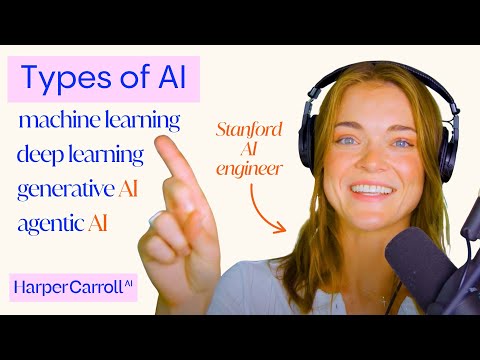 Types of AI
machine learning
deep learning
generative AI
agentic AI
Stanford
AI
engineer
HarperCarroll AI